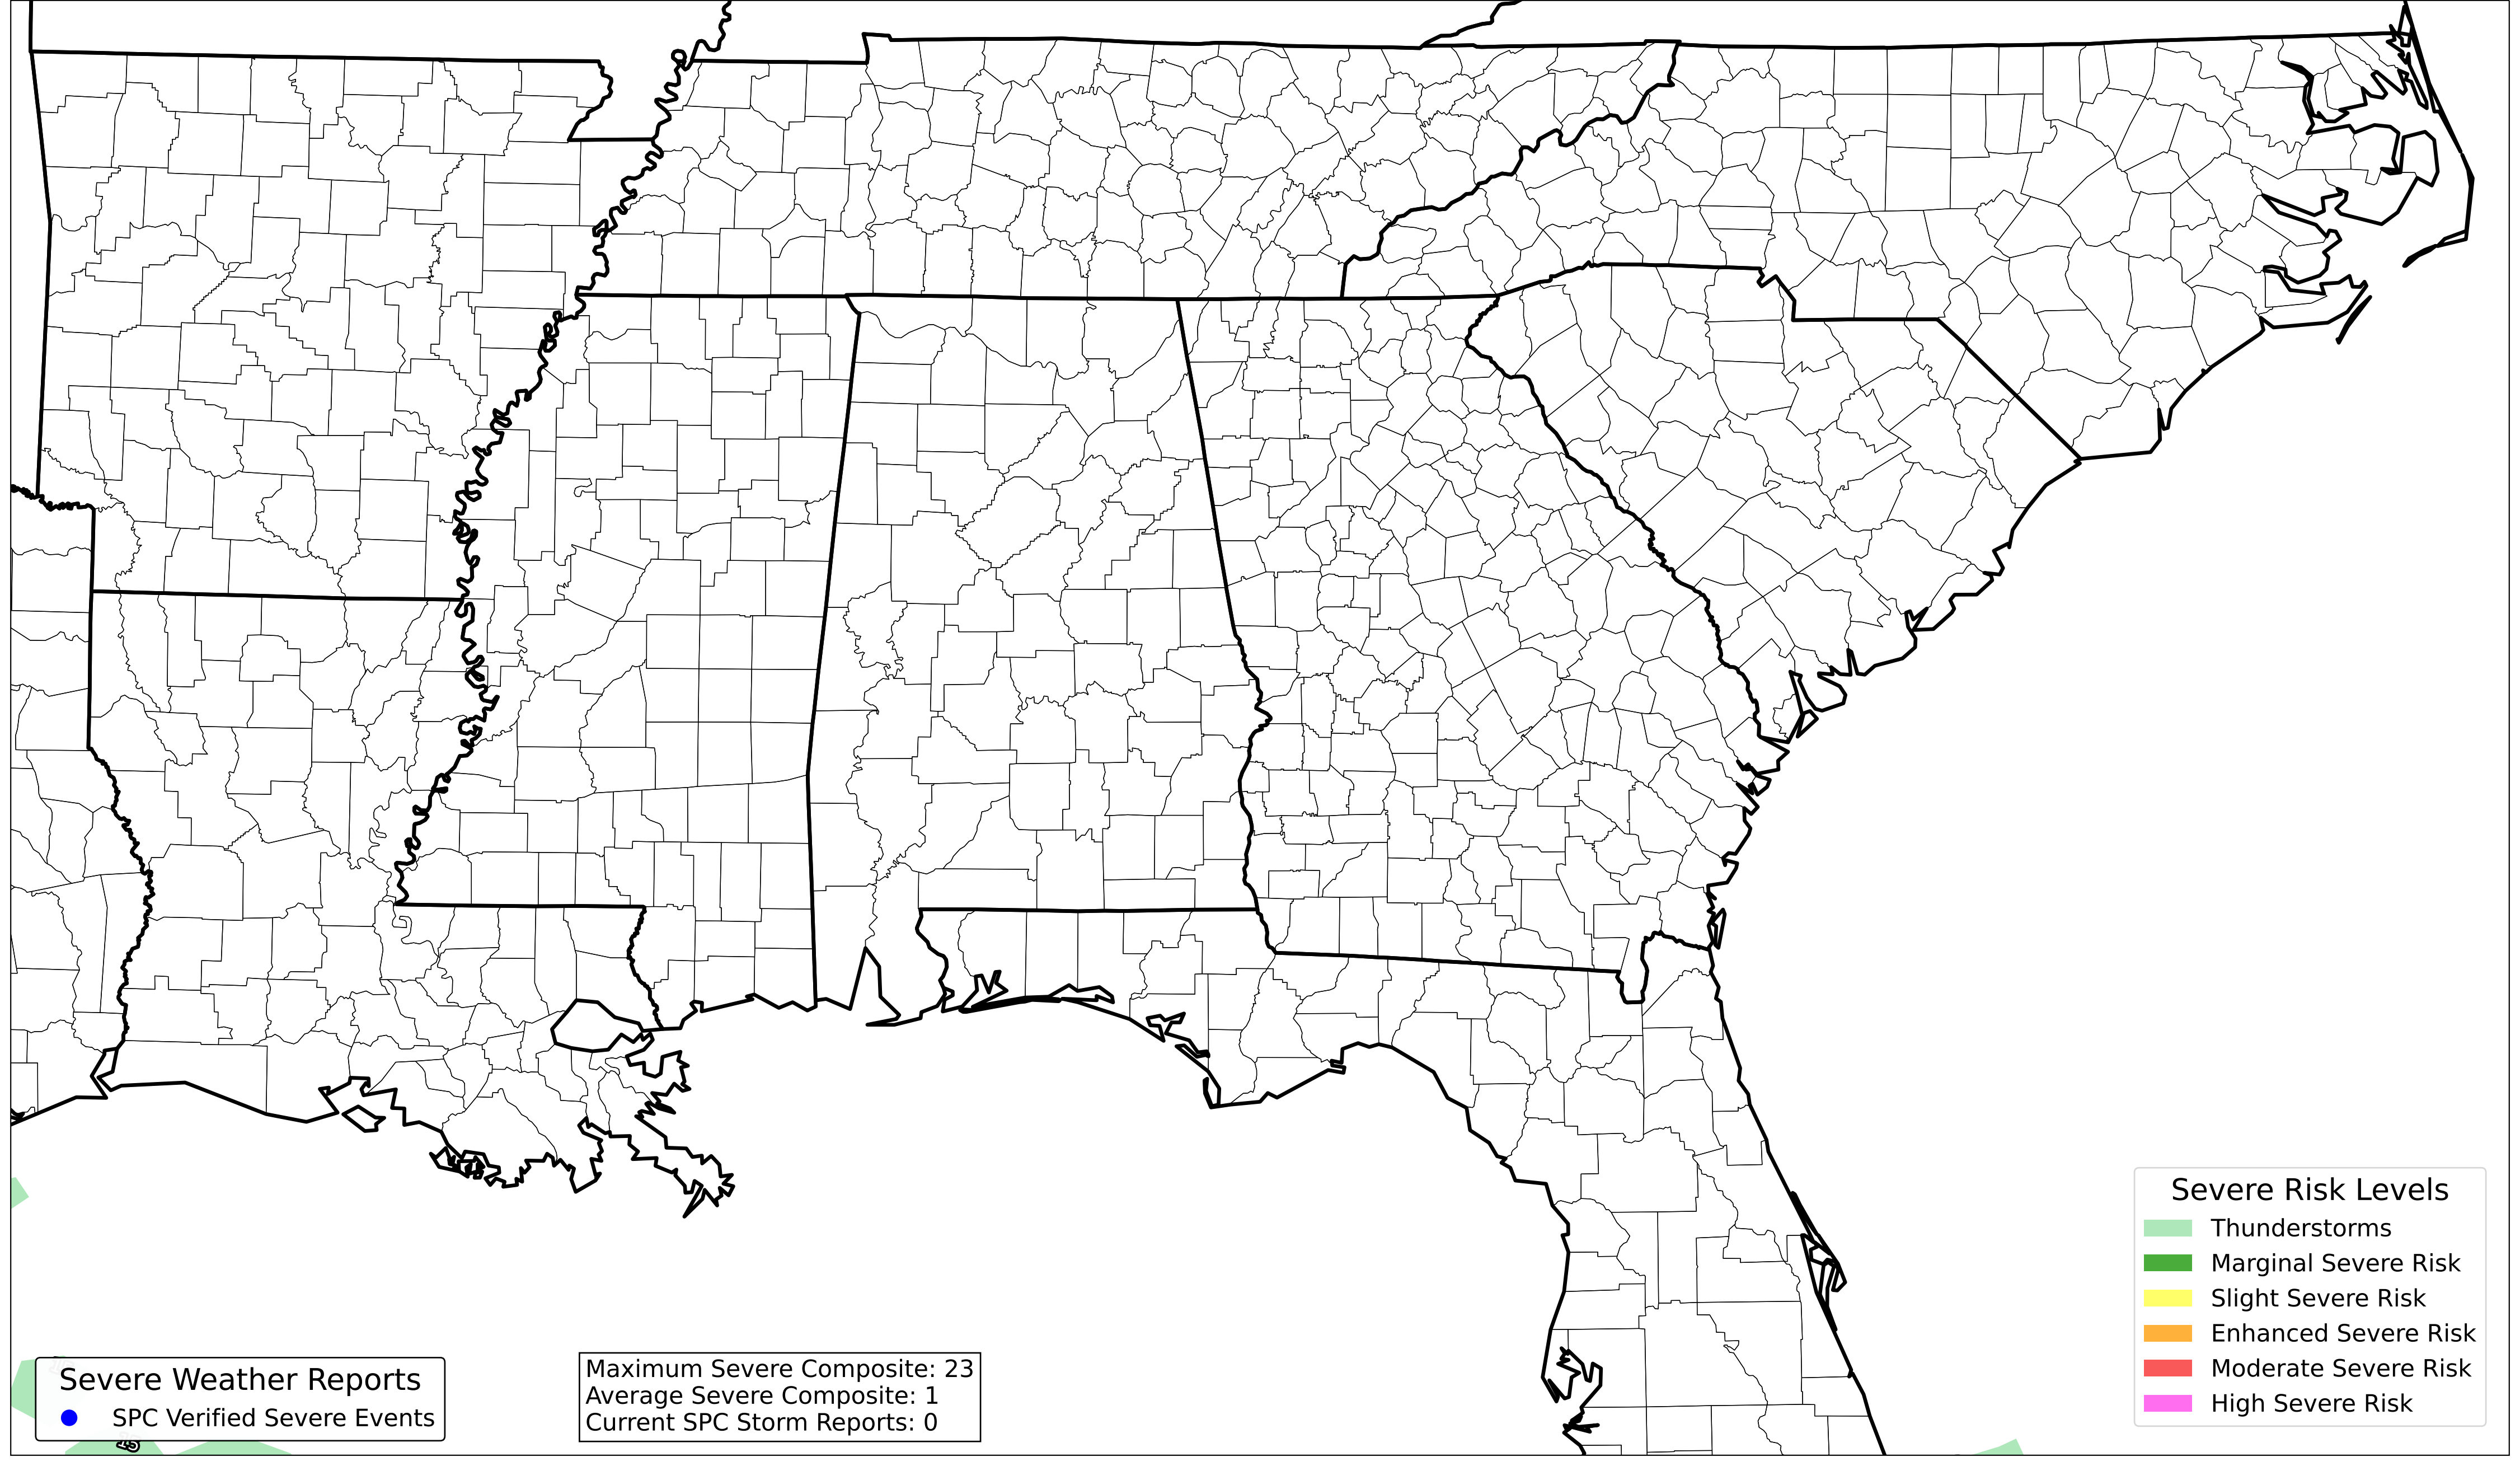 Severe Weather Reports
SPC Verified Severe Events
Maximum Severe Composite: 23
Average Severe Composite: 1
Current SPC Storm Reports: 0
Severe Risk Levels
Thunderstorms
Marginal Severe Risk
Slight Severe Risk
Enhanced Severe Risk
Moderate Severe Risk
High Severe Risk